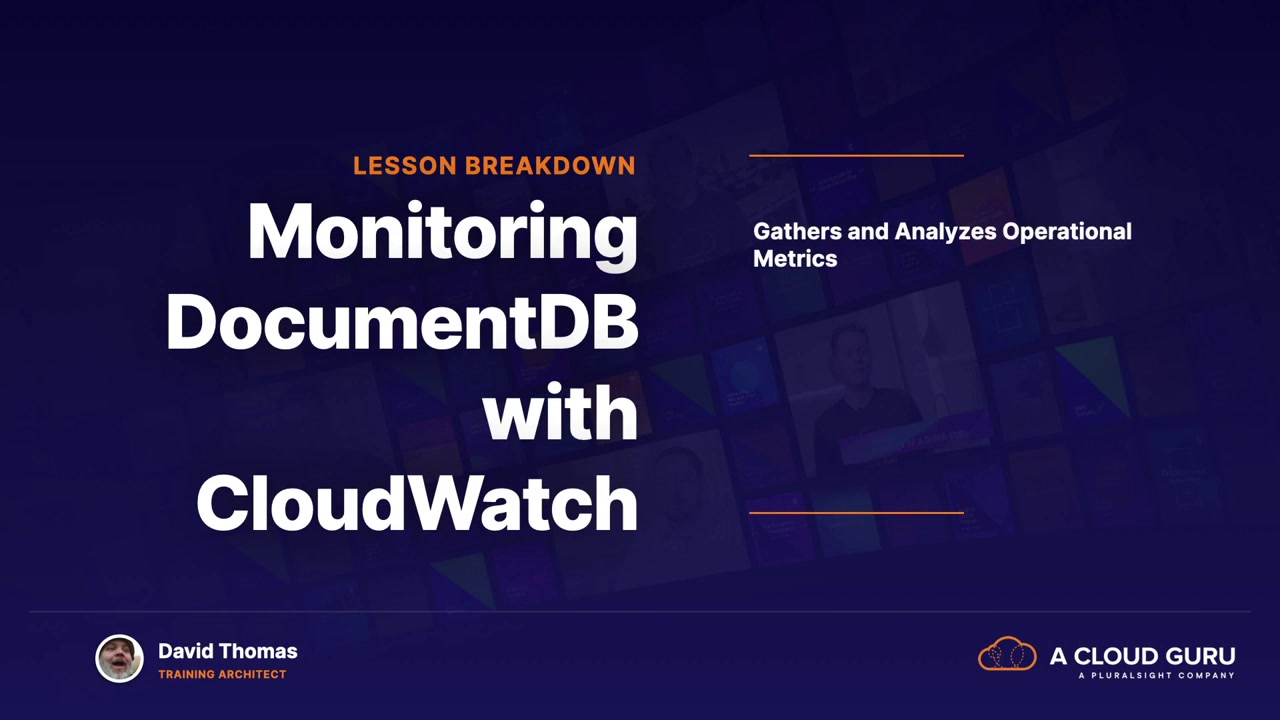 LESSON BREAKDOWN
Monitoring
DocumentDB
with
CloudWatch
Gathers and Analyzes Operational
Metrics
David Thomas
TRAINING ARCHITECT
A CLOUD GURU
A PLURALSIGHT COMPANY